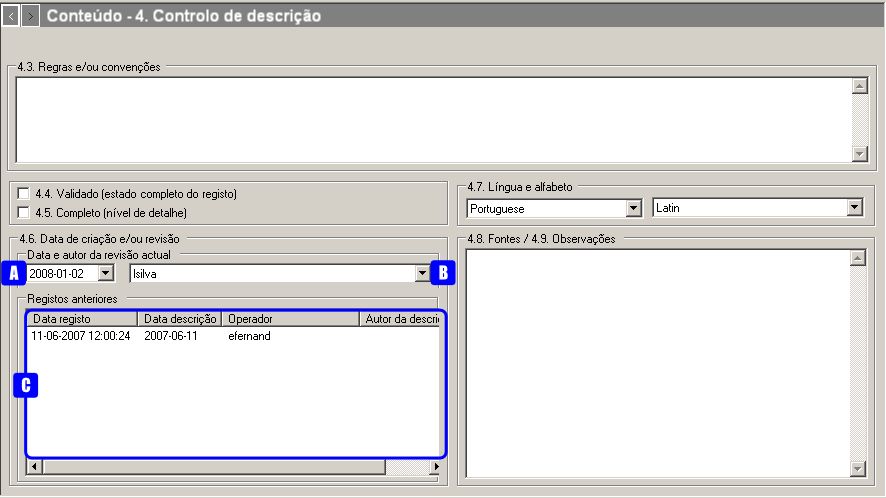 Conteúdo - 4. Controlo de descrição
4.3. Regras e/ou convenções
4.4. Validado (estado completo do registo)
4.5. Completo (nível de detalhe)
4.7. Língua e alfabeto
Portuguese Latin
4.6. Data de criação e/ou revisão
Data e autor da revisão actual
A 2008-01-02 lsilva B
Registos anteriores
Data registo Data descrição Operador Autor da descri
11-06-2007 12:00:24 2007-06-11 efernand
C
4.8. Fontes / 4.9. Observações